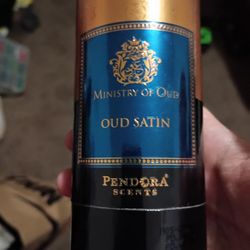 MINISTRY OF OUD
OUD SATIN
PENDORA
SCENTS